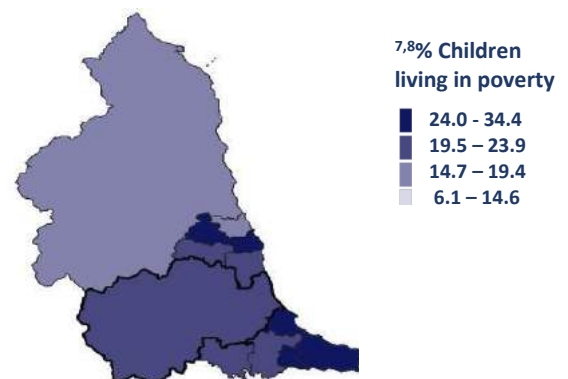 7,8% Children
living in poverty
24.0 - 34.4
19.5 – 23.9
14.7 – 19.4
6.1 – 14.6